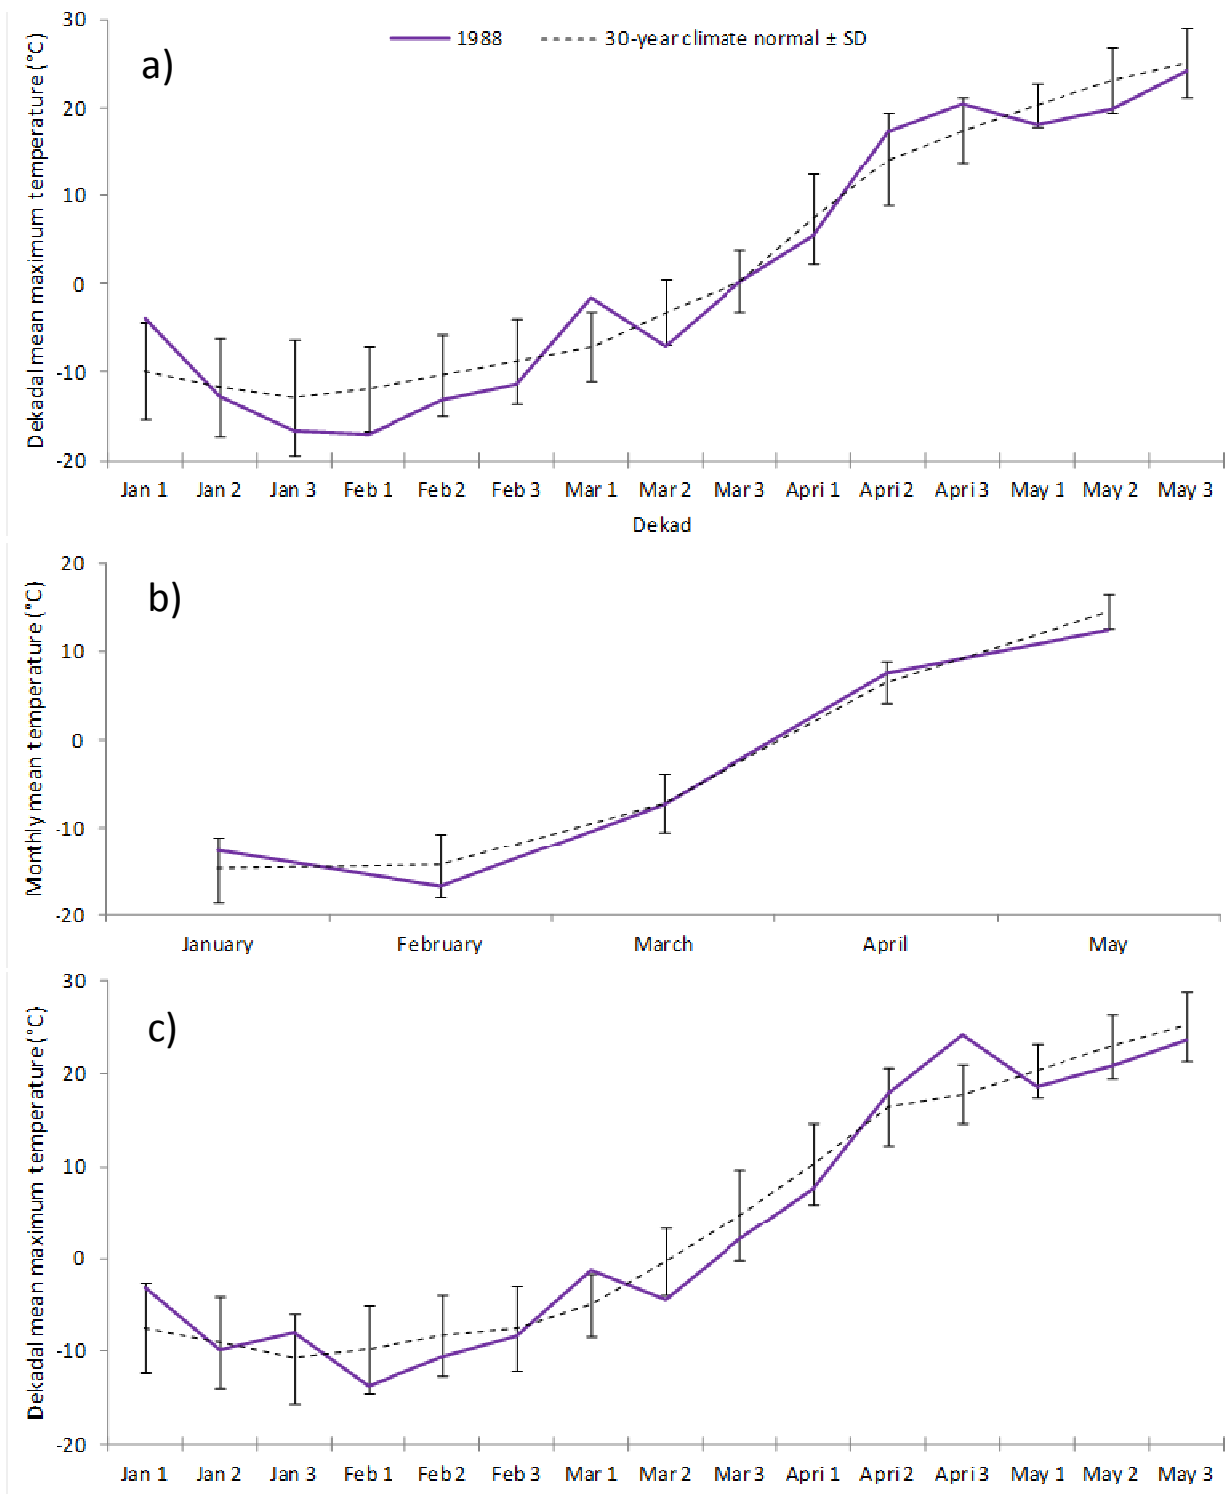 30
1988
30-year climate normal ± SD
a)
20
10
0
-10
-20
Dekadal mean maximum temperature (°C)
Jan 1 Jan 2 Jan 3 Feb 1 Feb 2 Feb 3 Mar 1 Mar 2 Mar 3 Apri 1 Apri 2 Apri 3 May 1 May 2 May 3
Dekad
20
b)
10
0
-10
-20
Monthly mean temperature (°C)
January February March April May
30
c)
20
10
0
-10
-20
Dekadal mean maximum temperature (°C)
Jan 1 Jan 2 Jan 3 Feb 1 Feb 2 Feb 3 Mar 1 Mar 2 Mar 3 Apri 1 Apri 2 Apri 3 May 1 May 2 May 3